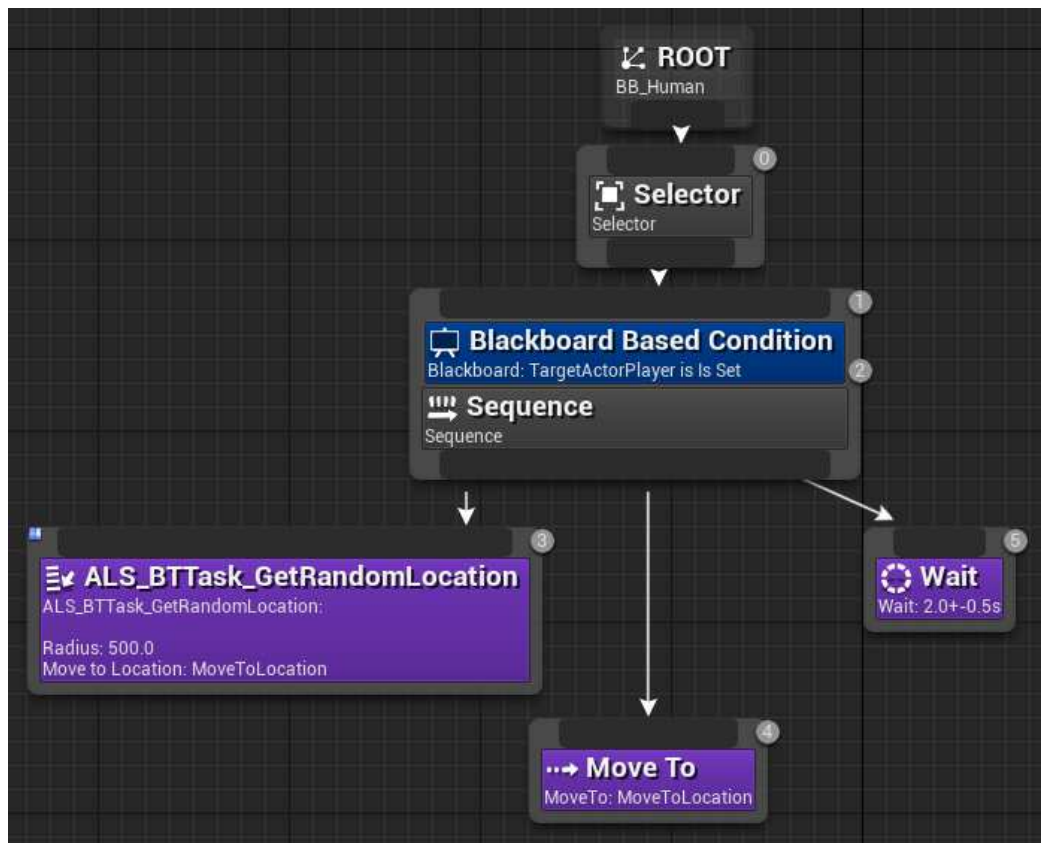 ROOT
BB_Human
0
Selector
Selector
1
Blackboard Based Condition
Blackboard: TargetActorPlayer is Is Set
2
Sequence
Sequence
3
ALS_BTTask_GetRandomLocation
ALS_BTTask_GetRandomLocation:
Radius: 500.0
Move to Location: MoveToLocation
5
Wait
Wait: 2.0+-0.5s
4
Move To
MoveTo: MoveToLocation